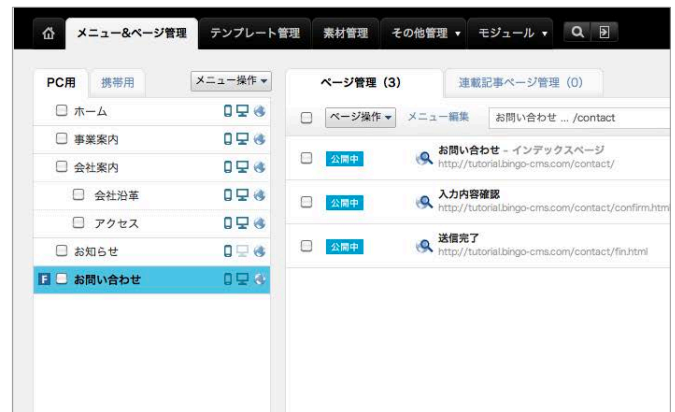 メニュー&ページ管理 テンプレート管理 素材管理 その他管理 ▼ モジュール ▼
PC用 携帯用 メニュー操作▼
ページ管理（3） 連載記事ページ管理（0）
ホーム
事業案内
会社案内
会社沿革
アクセス
お知らせ
F お問い合わせ
ページ操作▼ メニュー編集 お問い合わせ ... /contact
公開中 お問い合わせ - インデックスページ
http://tutorial.bingo-cms.com/contact/
公開中 入力内容確認
http://tutorial.bingo-cms.com/contact/confirm.htm
公開中 送信完了
http://tutorial.bingo-cms.com/contact/fin.html